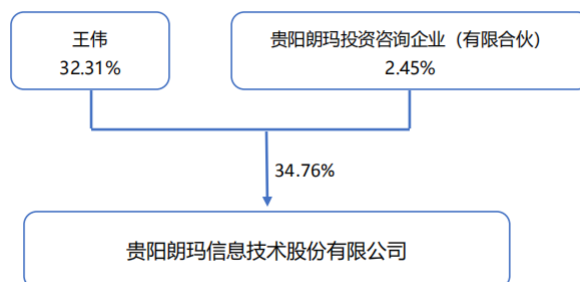 王伟
32.31%
贵阳朗玛投资咨询企业（有限合伙）
2.45%
34.76%
贵阳朗玛信息技术股份有限公司